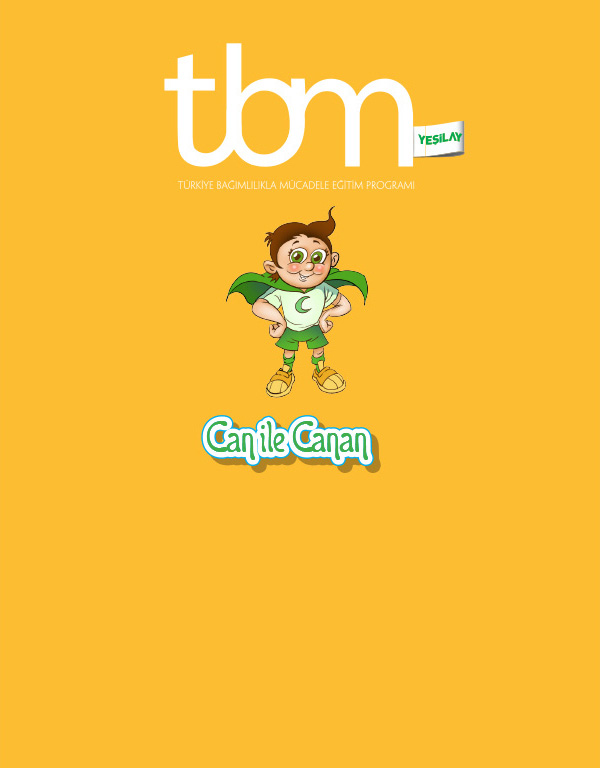 tbm
YEŞİLAY
TÜRKİYE BAĞIMLILIKLA MÜCADELE EĞİTİM PROGRAMI
Can ile Canan